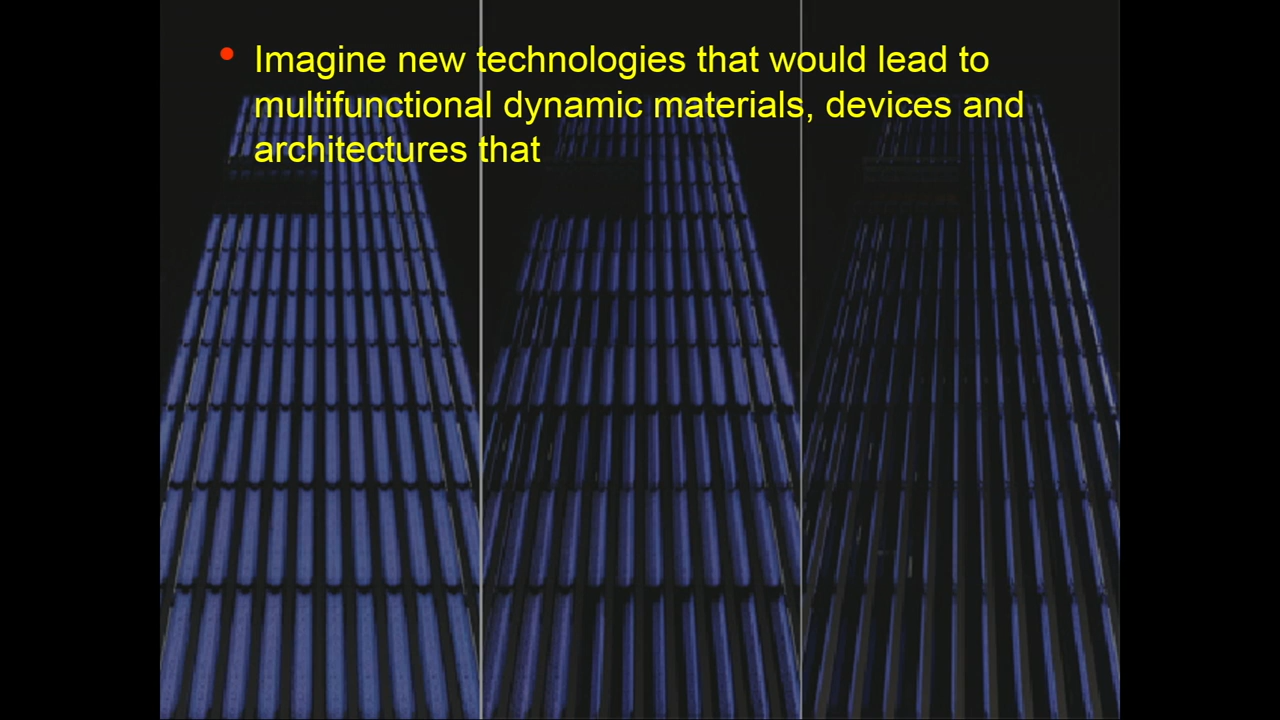 • Imagine new technologies that would lead to
multifunctional dynamic materials, devices and
architectures that